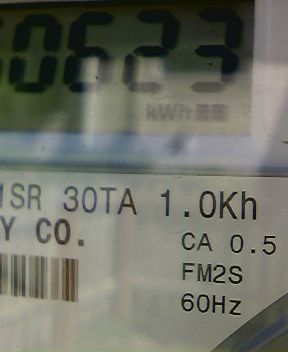 0623
kWh
1SR 30TA 1.0Kh
Y CO.
CA 0.5
FM2S
60Hz